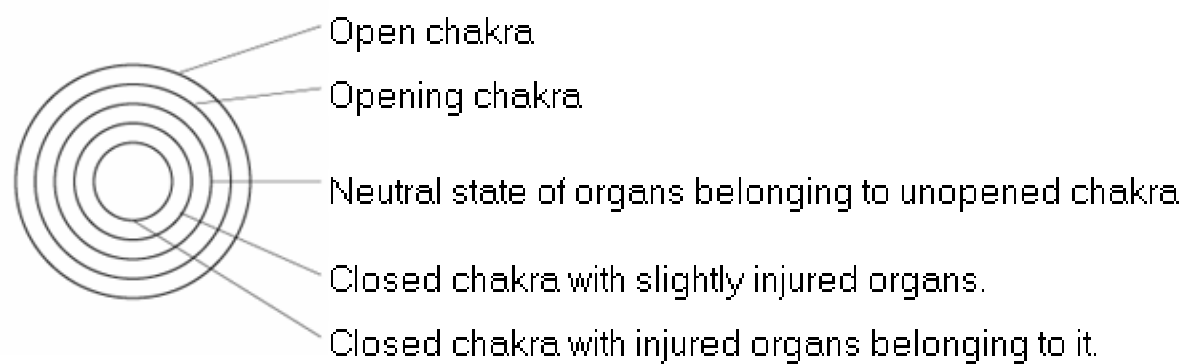 Open chakra
Opening chakra
Neutral state of organs belonging to unopened chakra
Closed chakra with slightly injured organs.
Closed chakra with injured organs belonging to it.